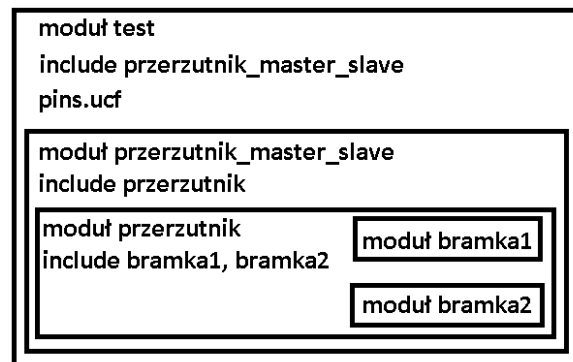 moduł test
include przerzutnik_master_slave
pins.ucf
moduł przerzutnik_master_slave
include przerzutnik
moduł przerzutnik
include bramka1, bramka2
moduł bramka1
moduł bramka2